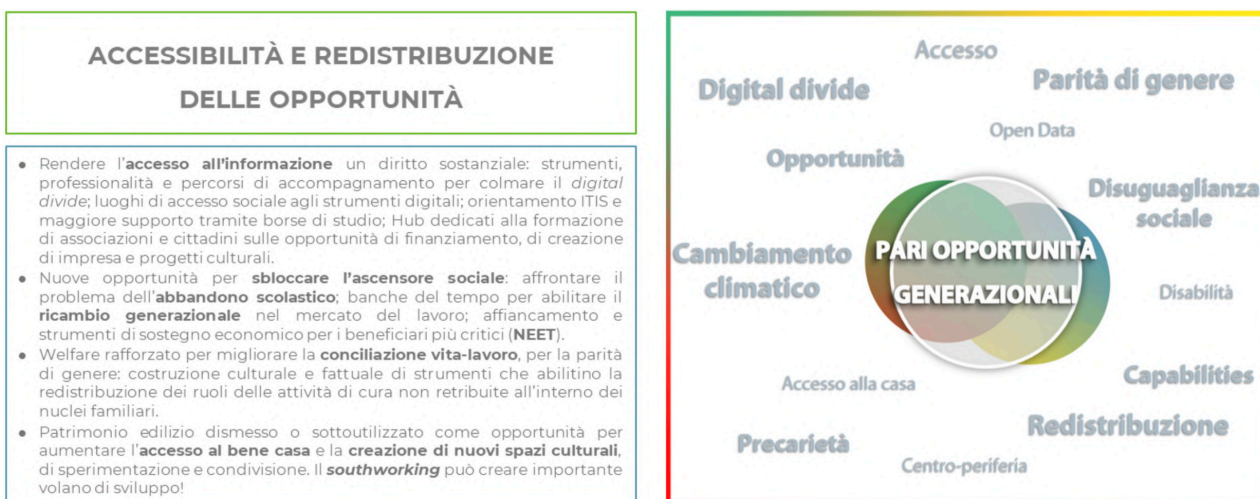 ACCESSIBILITÀ E REDISTRIBUZIONE
DELLE OPPORTUNITÀ
● Rendere l'accesso all'informazione un diritto sostanziale: strumenti,
professionalità e percorsi di accompagnamento per colmare il digital
divide; luoghi di accesso sociale agli strumenti digitali; orientamento ITIS e
maggiore supporto tramite borse di studio; Hub dedicati alla formazione
di associazioni e cittadini sulle opportunità di finanziamento, di creazione
di impresa e progetti culturali.
● Nuove opportunità per sbloccare l'ascensore sociale: affrontare il
problema dell'abbandono scolastico; banche del tempo per abilitare il
ricambio generazionale nel mercato del lavoro; affiancamento e
strumenti di sostegno economico per i beneficiari più critici (NEET).
● Welfare rafforzato per migliorare la conciliazione vita-lavoro, per la parità
di genere: costruzione culturale e fattuale di strumenti che abilitino la
redistribuzione dei ruoli delle attività di cura non retribuite all'interno dei
nuclei familiari.
● Patrimonio edilizio dismesso o sottoutilizzato come opportunità per
aumentare l'accesso al bene casa e la creazione di nuovi spazi culturali,
di sperimentazione e condivisione. Il southworking può creare importante
volano di sviluppo!
Accesso
Digital divide
Parità di genere
Open Data
Opportunità
Disuguaglianza
sociale
Cambiamento
climatico
PARI OPPORTUNITÀ
GENERAZIONALI
Disabilità
Accesso alla casa
Capabilities
Redistribuzione
Precarietà
Centro-periferia